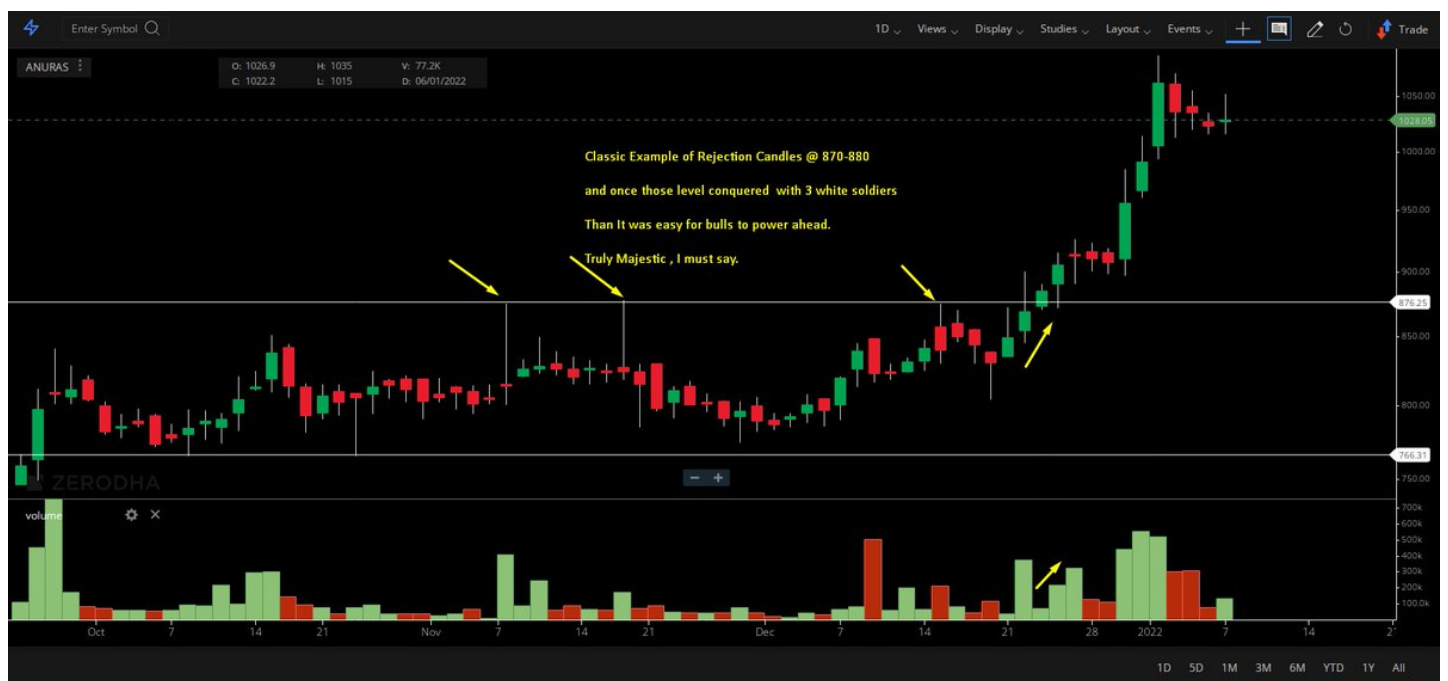 Enter Symbol
1D Views Display Studies Layout Events Trade
ANURAS
O: 1026.9 H: 1035 V: 77.2K
C: 1022.2 L: 1015 D: 06/01/2022
1050.00
1028.05
Classic Example of Rejection Candles @ 870-880
1000.00
and once those level conquered with 3 white soldiers
950.00
Than It was easy for bulls to power ahead.
Truly Majestic , I must say.
900.00
876.25
850.00
800.00
766.31
750.00
ZERODHA
volume
700k
600k
500k
400k
300k
200k
100.0k
Oct 7 14 21 Nov 7 14 21 Dec 7 14 21 28 2022 7 14 21
1D 5D 1M 3M 6M YTD 1Y All